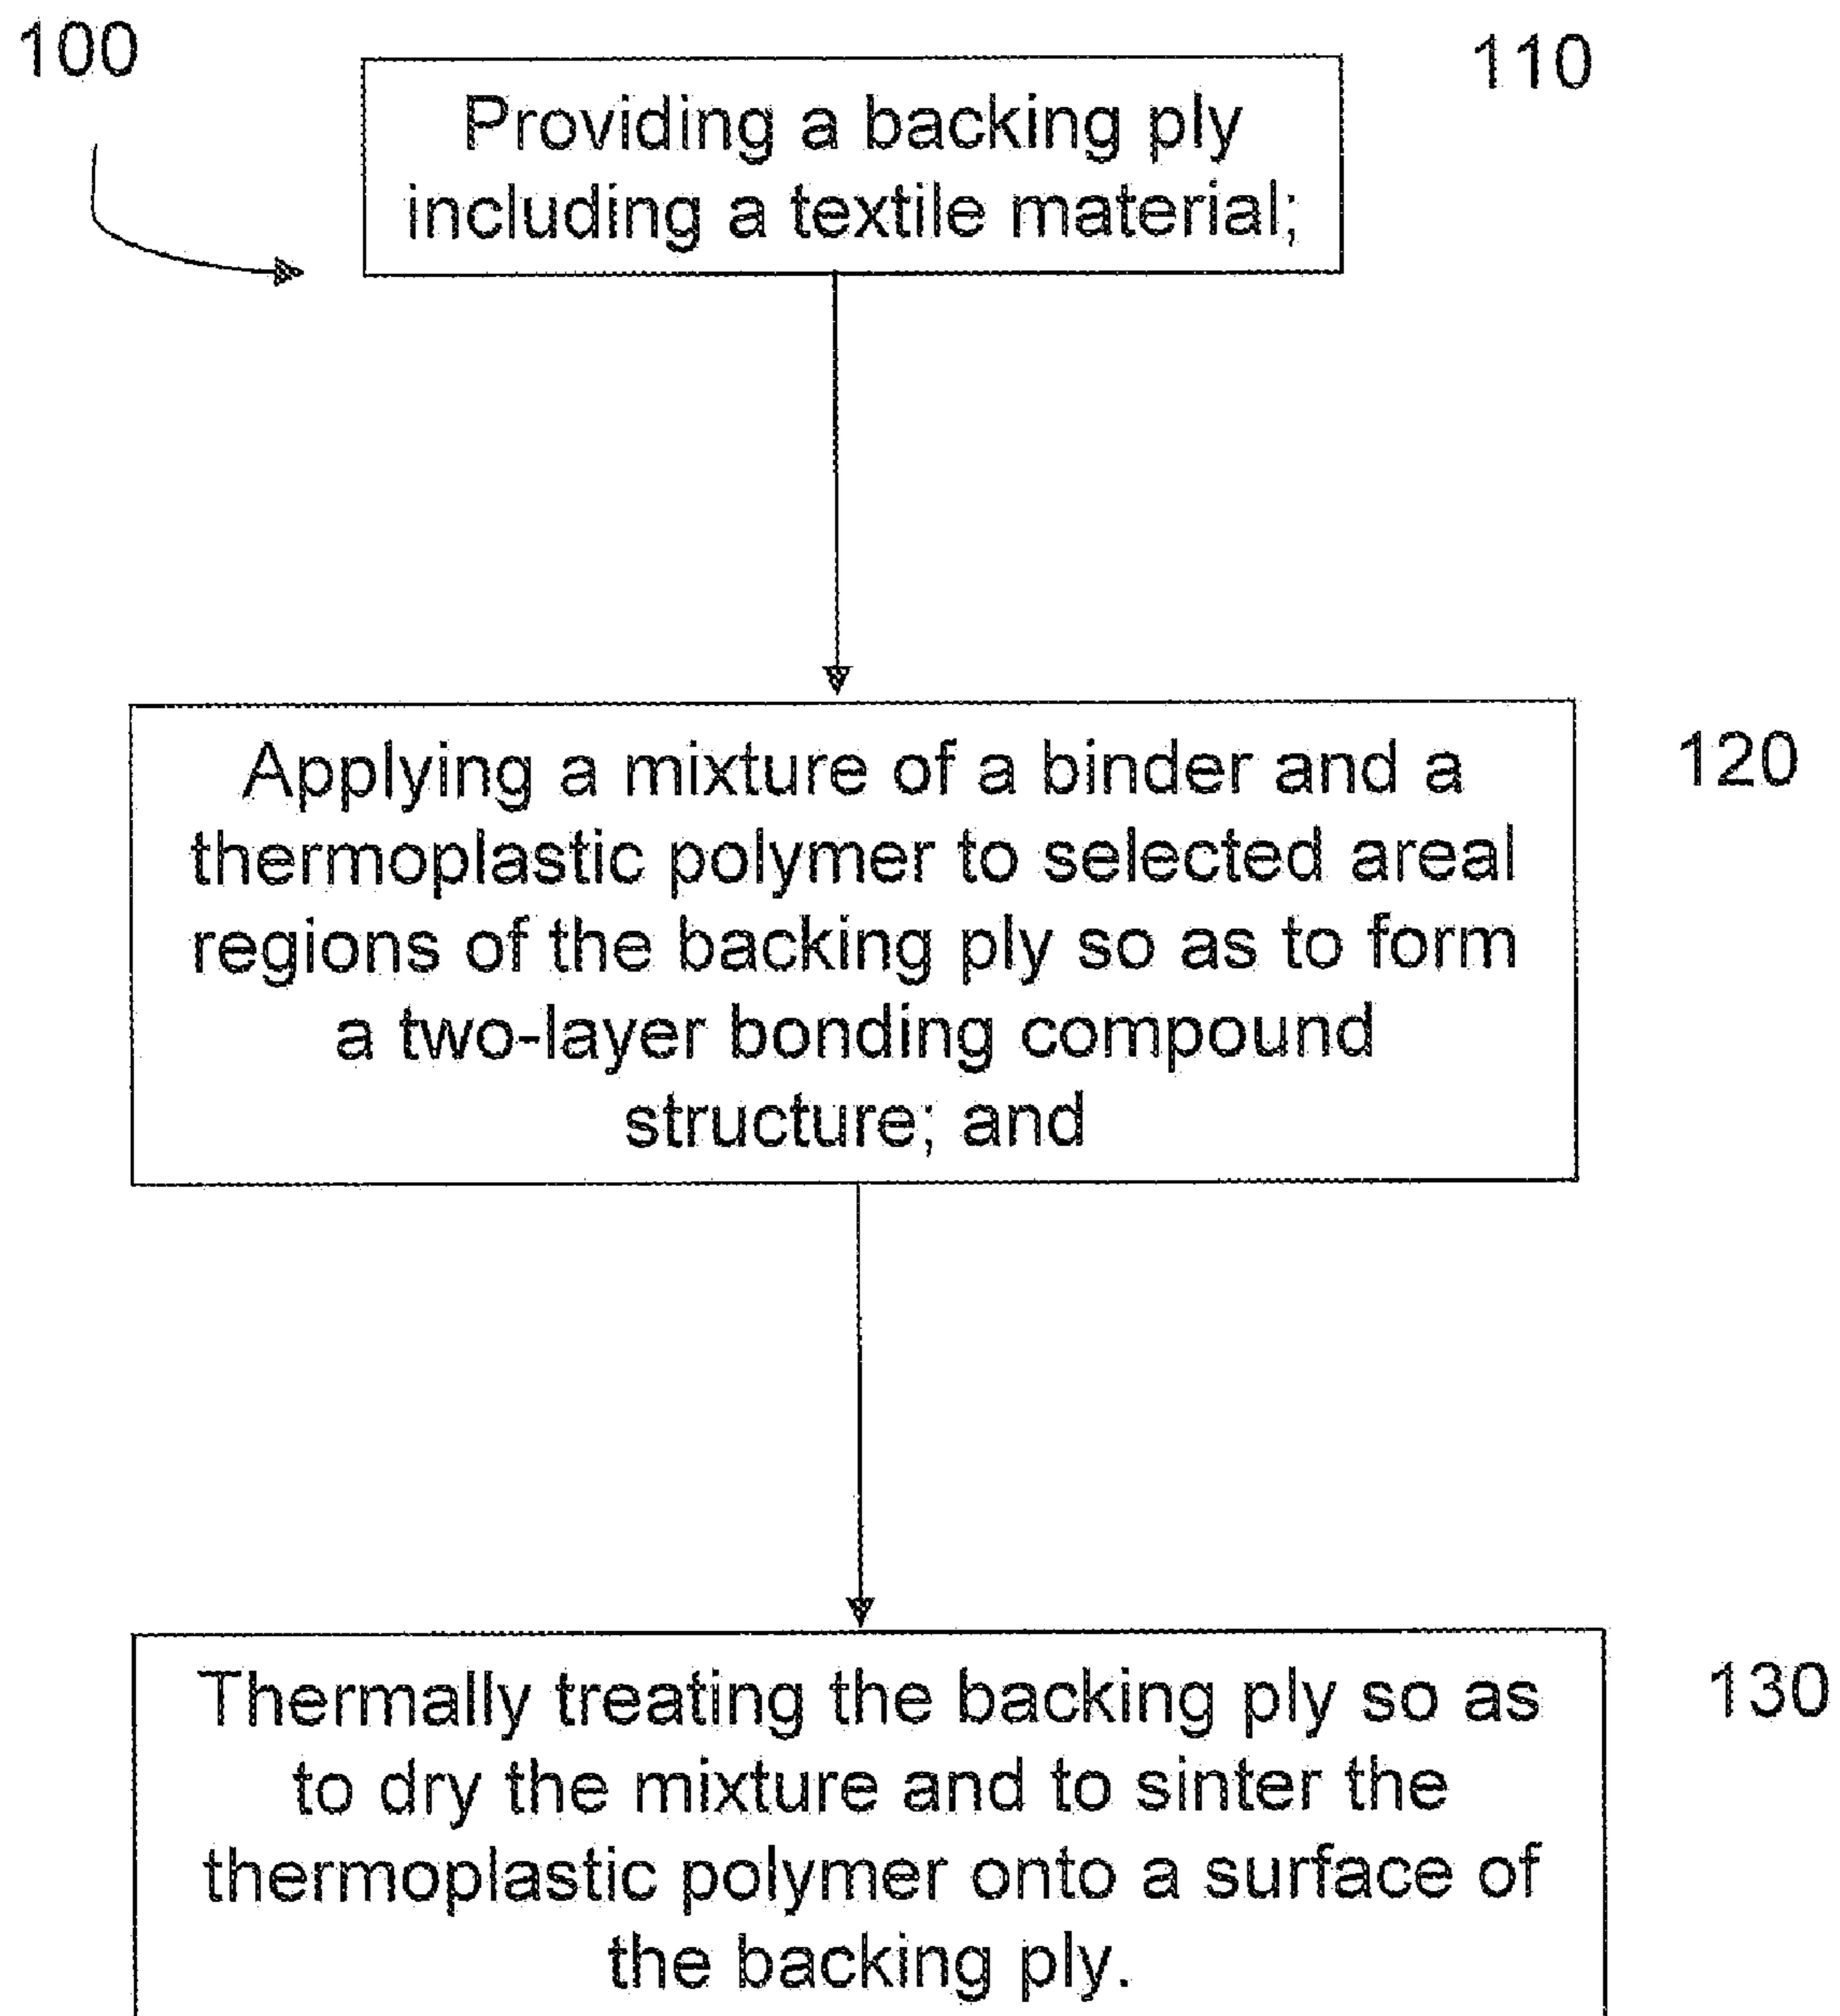 100
110
Providing a backing ply
including a textile material;
120
Applying a mixture of a binder and a
thermoplastic polymer to selected areal
regions of the backing ply so as to form
a two-layer bonding compound
structure; and
130
Thermally treating the backing ply so as
to dry the mixture and to sinter the
thermoplastic polymer onto a surface of
the backing ply.